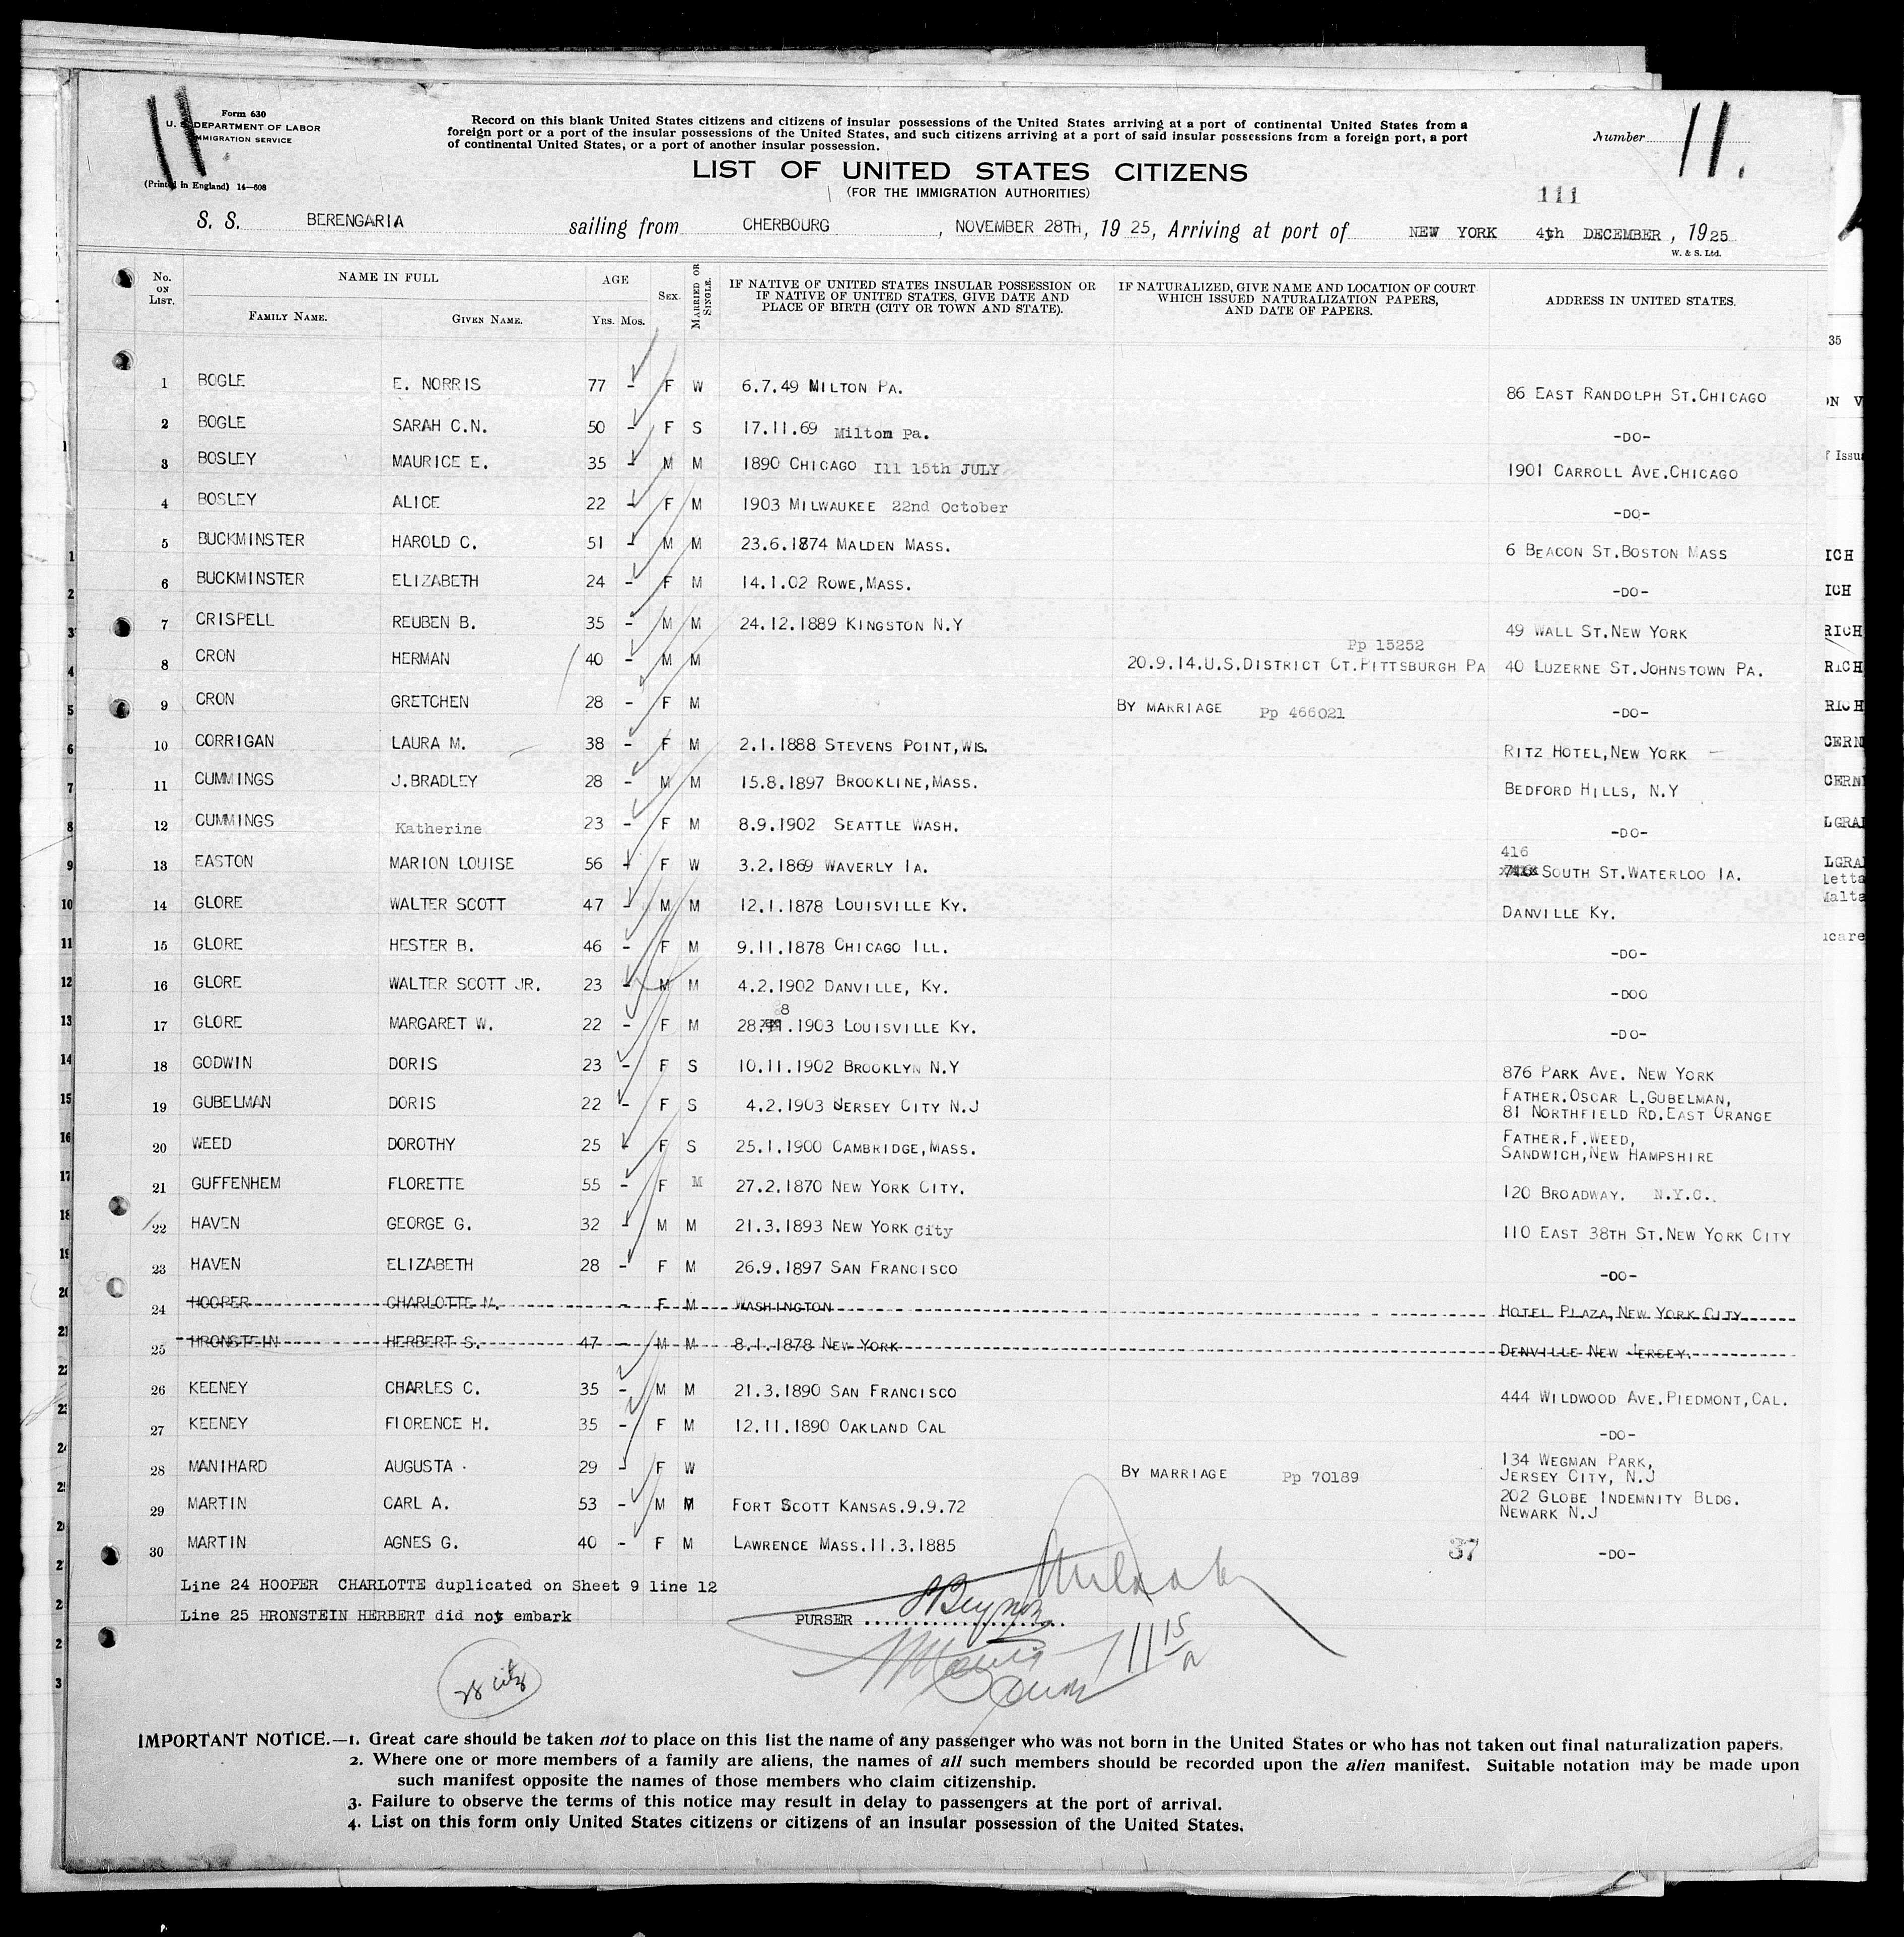 11.
Form 630
U. S. DEPARTMENT OF LABOR
IMMIGRATION SERVICE
(Printed in England) 14—608
Record on this blank United States citizens and citizens of insular possessions of the United States arriving at a port of continental United States from a
foreign port or a port of the insular possessions of the United States, and such citizens arriving at a port of said insular possessions from a foreign port, a port
of continental United States, or a port of another insular possession.
Number 11.
LIST OF UNITED STATES CITIZENS
(FOR THE IMMIGRATION AUTHORITIES)
111
S. S. BERENGARIA sailing from CHERBOURG, NOVEMBER 28TH, 1925, Arriving at port of NEW YORK 4th DECEMBER, 1925
W. & S. Ltd.
No. ON LIST. NAME IN FULL FAMILY NAME. GIVEN NAME. AGE YRS. MOS. SEX. MARRIED OR SINGLE. IF NATIVE OF UNITED STATES INSULAR POSSESSION OR IF NATIVE OF UNITED STATES, GIVE DATE AND PLACE OF BIRTH (CITY OR TOWN AND STATE). IF NATURALIZED, GIVE NAME AND LOCATION OF COURT WHICH ISSUED NATURALIZATION PAPERS, AND DATE OF PAPERS. ADDRESS IN UNITED STATES.
1 BOGLE E. NORRIS 77 - F W 6.7.49 MILTON PA. 86 EAST RANDOLPH ST.CHICAGO
2 BOGLE SARAH C.N. 50 - F S 17.11.69 Milton Pa. -DO-
3 BOSLEY MAURICE E. 35 - M M 1890 CHICAGO Ill 15th JULY 1901 CARROLL AVE.CHICAGO
4 BOSLEY ALICE 22 - F M 1903 MILWAUKEE 22nd October -DO-
5 BUCKMINSTER HAROLD C. 51 - M M 23.6.1874 MALDEN MASS. 6 BEACON ST.BOSTON MASS
6 BUCKMINSTER ELIZABETH 24 - F M 14.1.02 ROWE,MASS. -DO-
7 CRISPELL REUBEN B. 35 - M M 24.12.1889 KINGSTON N.Y 49 WALL ST.NEW YORK
Pp 15252
8 CRON HERMAN 40 - M M 20.9.14.U.S.DISTRICT CT.PITTSBURGH PA 40 LUZERNE ST.JOHNSTOWN PA.
9 CRON GRETCHEN 28 - F M BY MARRIAGE Pp 466021 -DO-
10 CORRIGAN LAURA M. 38 - F M 2.1.1888 STEVENS POINT,WIS. RITZ HOTEL,NEW YORK
11 CUMMINGS J.BRADLEY 28 - M M 15.8.1897 BROOKLINE,MASS. BEDFORD HILLS, N.Y
12 CUMMINGS Katherine 23 - F M 8.9.1902 SEATTLE WASH. -DO-
416
13 EASTON MARION LOUISE 56 - F W 3.2.1869 WAVERLY IA. SOUTH ST.WATERLOO IA.
14 GLORE WALTER SCOTT 47 - M M 12.1.1878 LOUISVILLE KY. DANVILLE KY.
15 GLORE HESTER B. 46 - F M 9.11.1878 CHICAGO ILL. -DO-
16 GLORE WALTER SCOTT JR. 23 - M M 4.2.1902 DANVILLE, KY. -DOO
8
17 GLORE MARGARET W. 22 - F M 28. .1903 LOUISVILLE KY. -DO-
18 GODWIN DORIS 23 - F S 10.11.1902 BROOKLYN N.Y 876 PARK AVE. NEW YORK
19 GUBELMAN DORIS 22 - F S 4.2.1903 JERSEY CITY N.J FATHER.OSCAR L.GUBELMAN,
81 NORTHFIELD RD.EAST ORANGE
20 WEED DOROTHY 25 - F S 25.1.1900 CAMBRIDGE,MASS. FATHER.F.WEED,
SANDWICH,NEW HAMPSHIRE
21 GUFFENHEM FLORETTE 55 - F M 27.2.1870 NEW YORK CITY. 120 BROADWAY. N.Y.C.
22 HAVEN GEORGE G. 32 - M M 21.3.1893 NEW YORK City 110 EAST 38TH ST.NEW YORK CITY
23 HAVEN ELIZABETH 28 - F M 26.9.1897 SAN FRANCISCO -DO-
24 HOOPER CHARLOTTE M. - F M WASHINGTON HOTEL PLAZA,NEW YORK CITY
25 HRONSTEIN HERBERT S. 47 - M M 8.1.1878 NEW YORK DENVILLE NEW JERSEY.
26 KEENEY CHARLES C. 35 - M M 21.3.1890 SAN FRANCISCO 444 WILDWOOD AVE.PIEDMONT,CAL.
27 KEENEY FLORENCE H. 35 - F M 12.11.1890 OAKLAND CAL -DO-
28 MANIHARD AUGUSTA. 29 - F W BY MARRIAGE Pp 70189 134 WEGMAN PARK,
JERSEY CITY, N.J
29 MARTIN CARL A. 53 - M M FORT SCOTT KANSAS.9.9.72 202 GLOBE INDEMNITY BLDG.
NEWARK N.J
30 MARTIN AGNES G. 40 - F M LAWRENCE MASS.11.3.1885 37 -DO-
Line 24 HOOPER CHARLOTTE duplicated on Sheet 9 line 12
Line 25 HRONSTEIN HERBERT did not embark
PURSER
11 15
28 citz
IMPORTANT NOTICE.—1. Great care should be taken not to place on this list the name of any passenger who was not born in the United States or who has not taken out final naturalization papers.
2. Where one or more members of a family are aliens, the names of all such members should be recorded upon the alien manifest. Suitable notation may be made upon
such manifest opposite the names of those members who claim citizenship.
3. Failure to observe the terms of this notice may result in delay to passengers at the port of arrival.
4. List on this form only United States citizens or citizens of an insular possession of the United States.